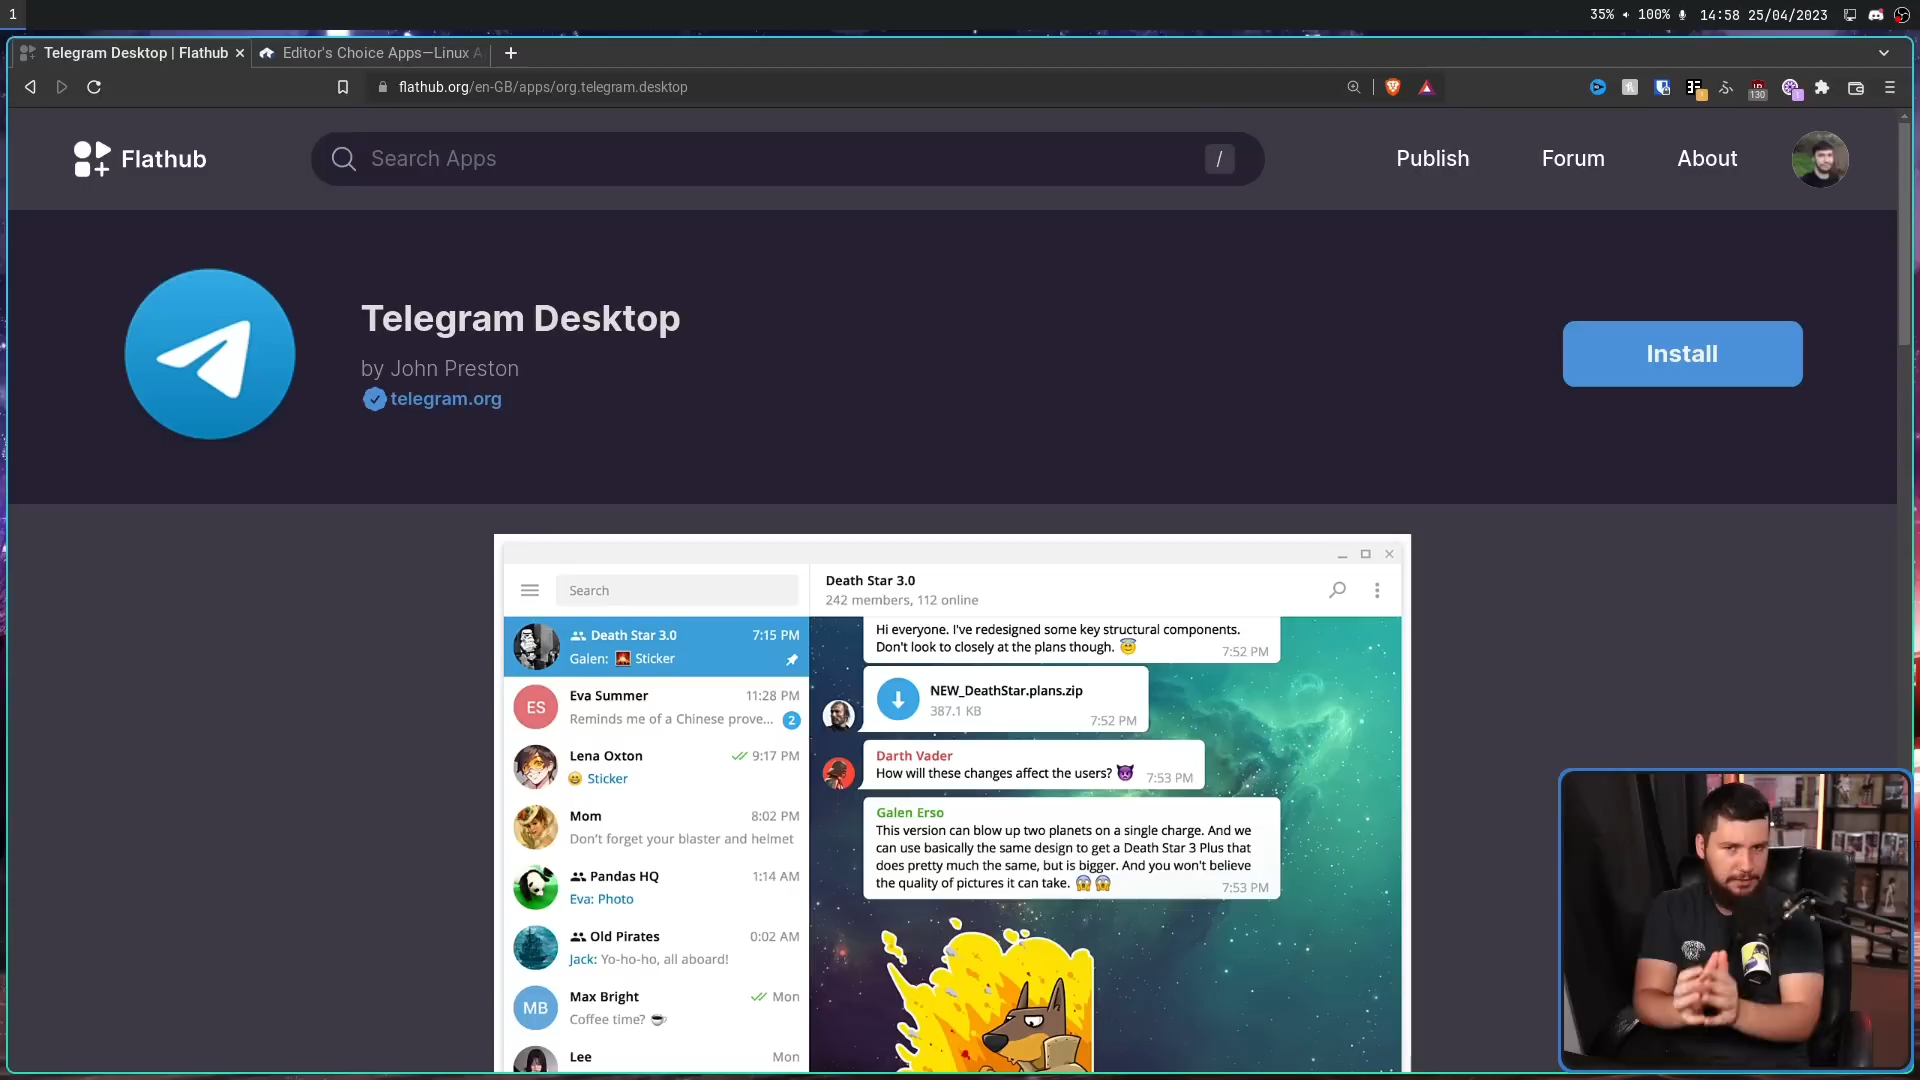 1
35% 100% 14:58 25/04/2023
Telegram Desktop | Flathub
Editor's Choice Apps—Linux A
flathub.org/en-GB/apps/org.telegram.desktop
130
1
Flathub
Search Apps
/
Publish
Forum
About
Telegram Desktop
by John Preston
telegram.org
Install
Search
Death Star 3.0
242 members, 112 online
Death Star 3.0
7:15 PM
Galen: Sticker
Eva Summer
11:28 PM
Reminds me of a Chinese prove...
2
Lena Oxton
9:17 PM
Sticker
Mom
8:02 PM
Don't forget your blaster and helmet
Pandas HQ
1:14 AM
Eva: Photo
Old Pirates
0:02 AM
Jack: Yo-ho-ho, all aboard!
MB
Max Bright
Mon
Coffee time?
Lee
Mon
ES
Hi everyone. I've redesigned some key structural components.
Don't look to closely at the plans though.
7:52 PM
NEW_DeathStar.plans.zip
387.1 KB
7:52 PM
Darth Vader
How will these changes affect the users?
7:53 PM
Galen Erso
This version can blow up two planets on a single charge. And we
can use basically the same design to get a Death Star 3 Plus that
does pretty much the same, but is bigger. And you won't believe
the quality of pictures it can take.
7:53 PM